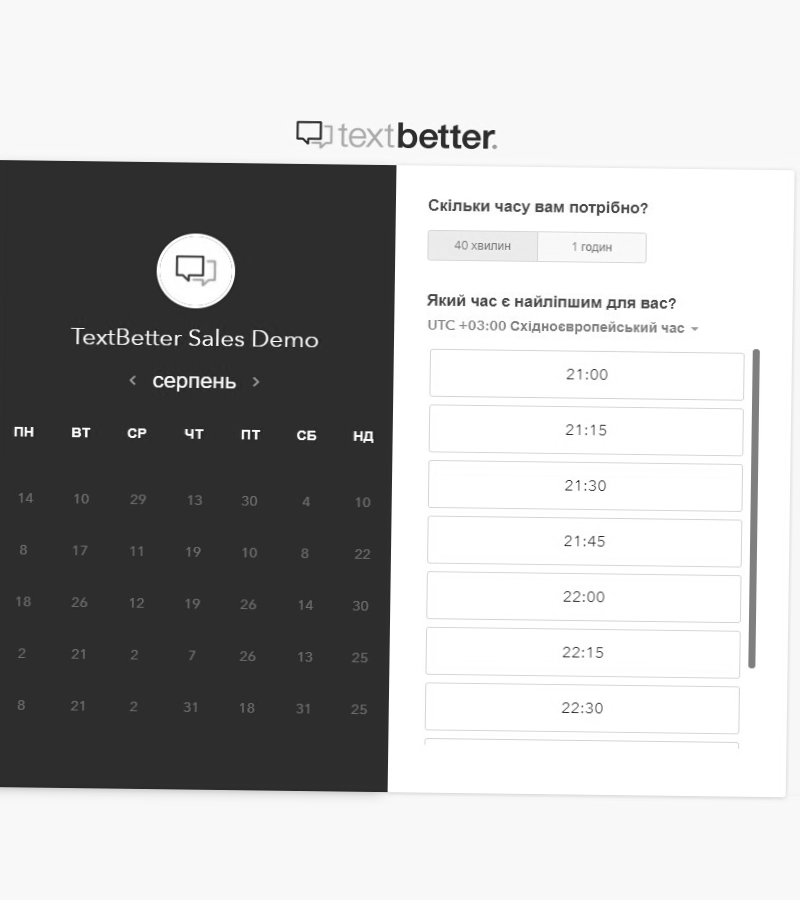 textbetter.
TextBetter Sales Demo
серпень
ПН ВТ СР ЧТ ПТ СБ НД
14 10 29 13 30 4 10
8 17 11 19 10 8 22
18 26 12 19 26 14 30
2 21 2 7 26 13 25
8 21 2 31 18 31 25
Скільки часу вам потрібно?
40 хвилин 1 годин
Який час є найліпшим для вас?
UTC +03:00 Східноєвропейський час
21:00
21:15
21:30
21:45
22:00
22:15
22:30